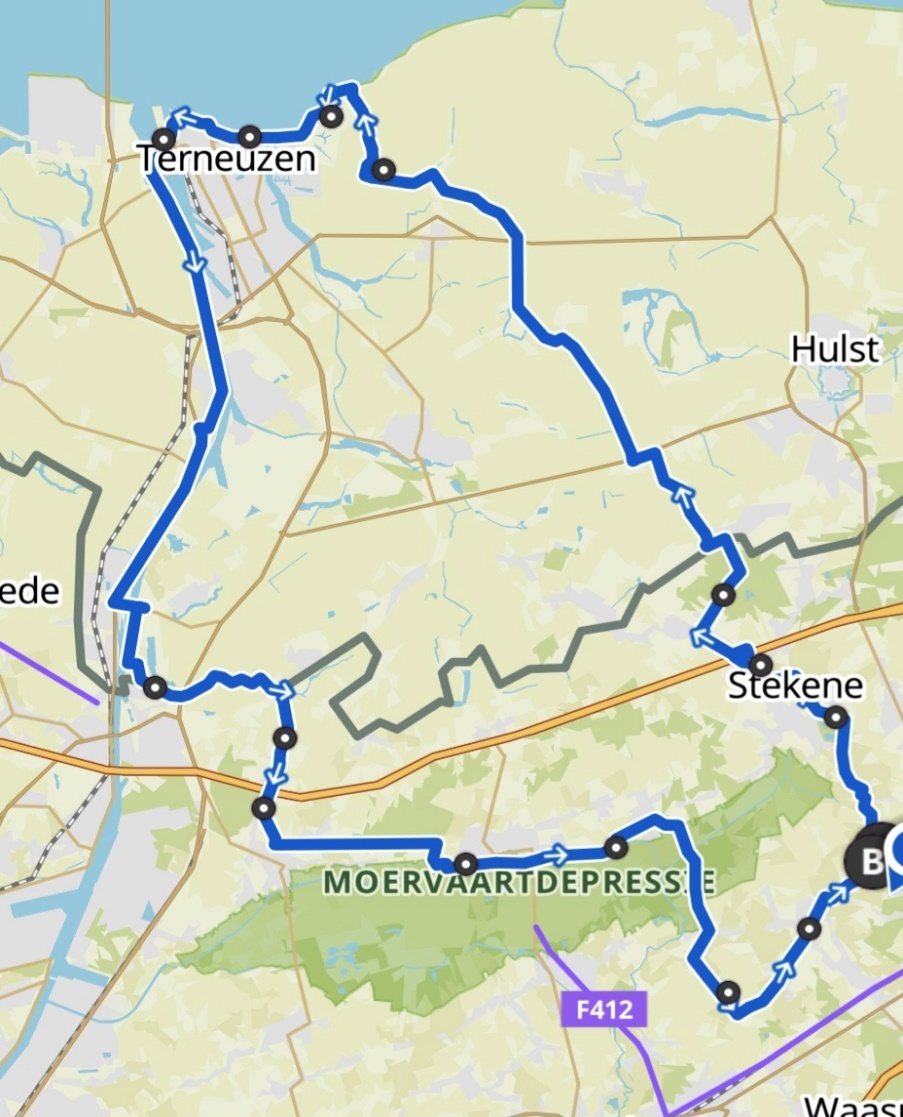 Terneuzen
Hulst
ede
Stekene
B
MOERVAARTDEPRESSIE
F412
Waas